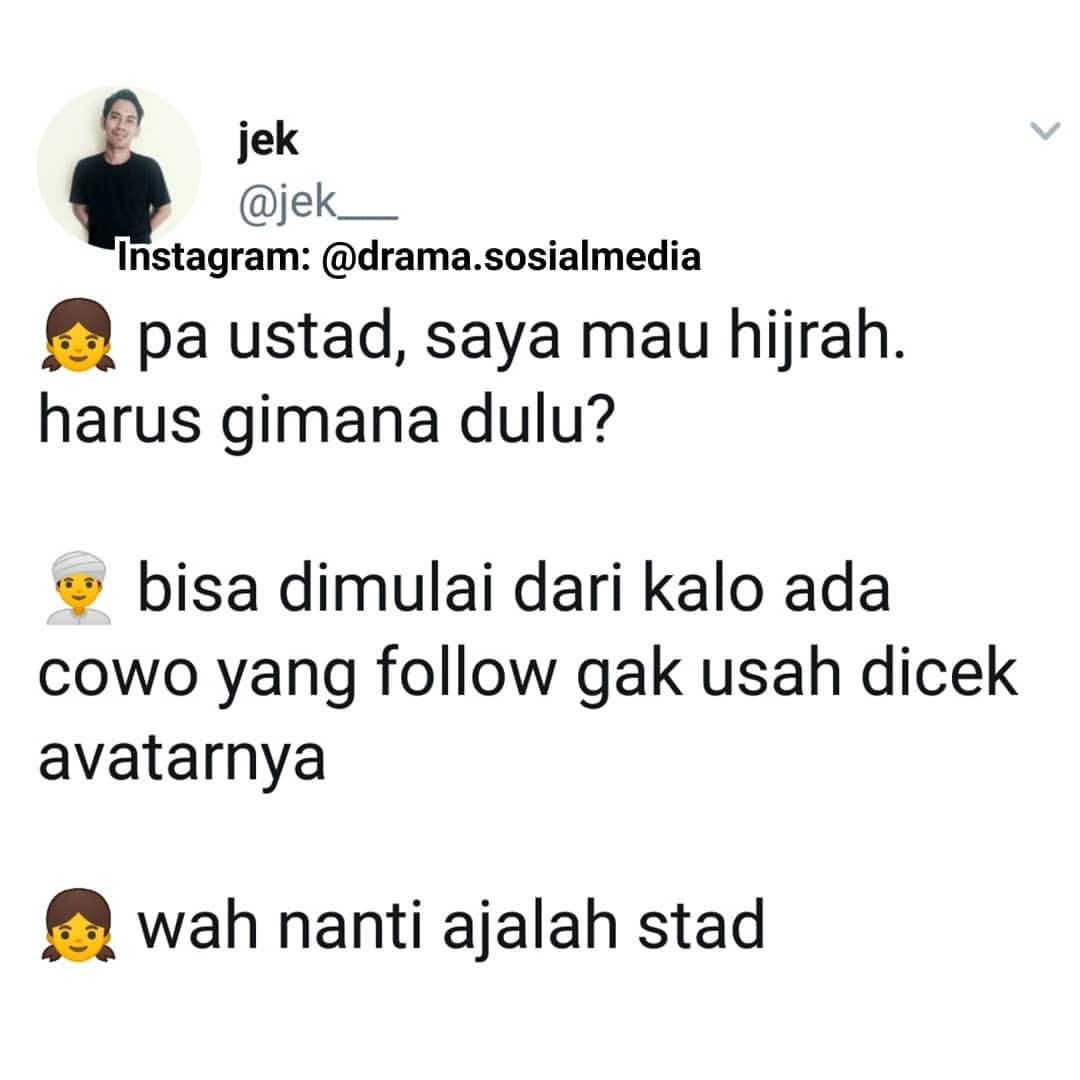 jek
@jek___
Instagram: @drama.sosialmedia
👧 pa ustad, saya mau hijrah.
harus gimana dulu?
👳 bisa dimulai dari kalo ada
cowo yang follow gak usah dicek
avatarnya
👧 wah nanti ajalah stad